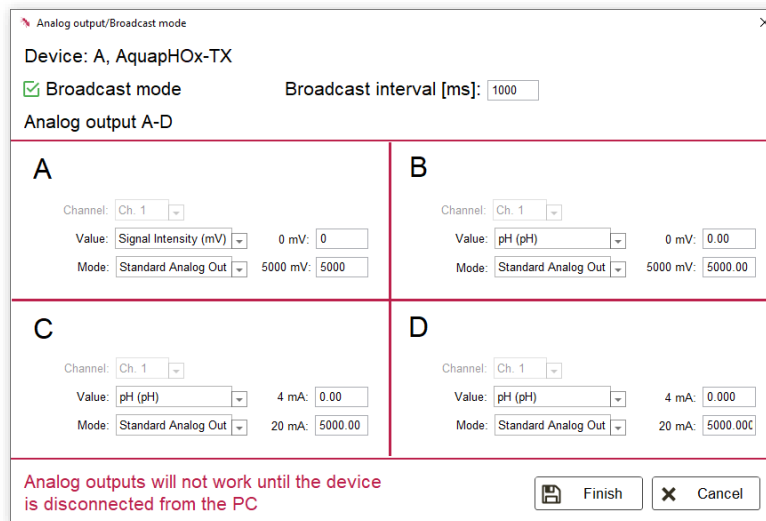 Analog output/Broadcast mode
Device: A, AquapHOx-TX
Broadcast mode Broadcast interval [ms]: 1000
Analog output A-D
A
Channel: Ch. 1
Value: Signal Intensity (mV) 0 mV: 0
Mode: Standard Analog Out 5000 mV: 5000
B
Channel: Ch. 1
Value: pH (pH) 0 mV: 0.00
Mode: Standard Analog Out 5000 mV: 5000.00
C
Channel: Ch. 1
Value: pH (pH) 4 mA: 0.00
Mode: Standard Analog Out 20 mA: 5000.00
D
Channel: Ch. 1
Value: pH (pH) 4 mA: 0.000
Mode: Standard Analog Out 20 mA: 5000.000
Analog outputs will not work until the device
is disconnected from the PC
Finish Cancel